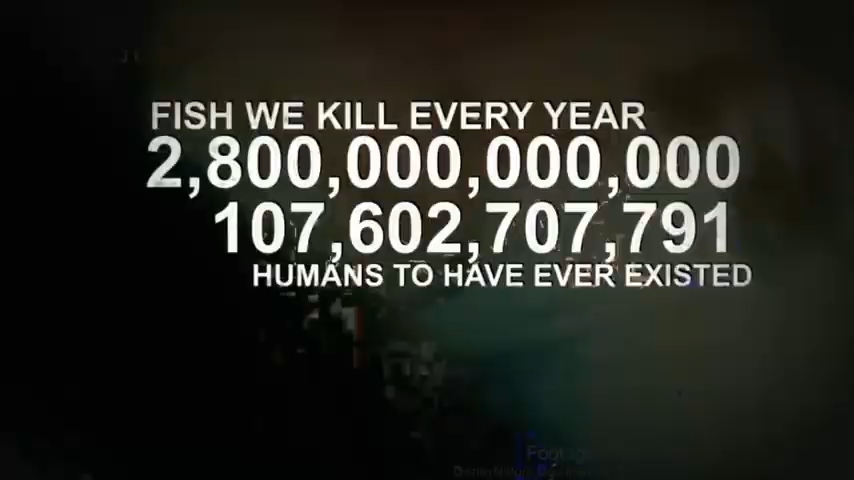 FISH WE KILL EVERY YEAR
2,800,000,000,000
107,602,707,791
HUMANS TO HAVE EVER EXISTED